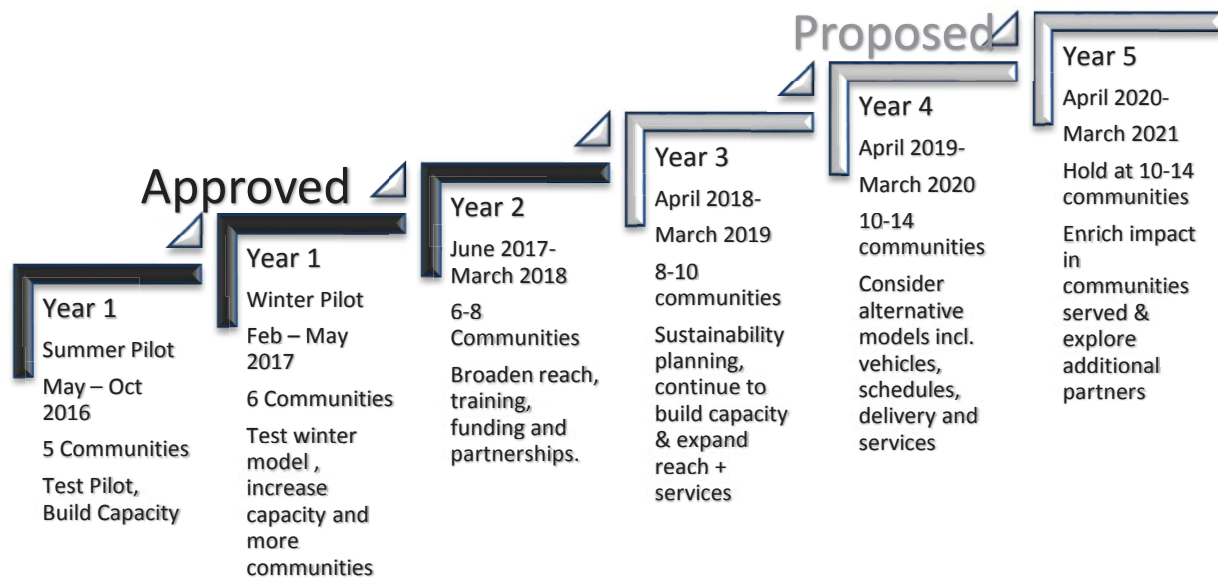 Proposed
Approved
Year 1
Summer Pilot
May – Oct
2016
5 Communities
Test Pilot,
Build Capacity
Year 1
Winter Pilot
Feb – May
2017
6 Communities
Test winter
model ,
increase
capacity and
more
communities
Year 2
June 2017-
March 2018
6-8
Communities
Broaden reach,
training,
funding and
partnerships.
Year 3
April 2018-
March 2019
8-10
communities
Sustainability
planning,
continue to
build capacity
& expand
reach +
services
Year 4
April 2019-
March 2020
10-14
communities
Consider
alternative
models incl.
vehicles,
schedules,
delivery and
services
Year 5
April 2020-
March 2021
Hold at 10-14
communities
Enrich impact
in
communities
served &
explore
additional
partners